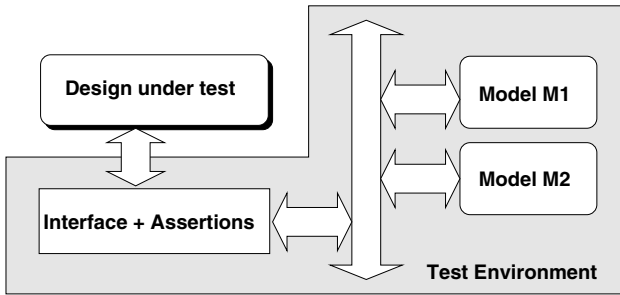 Design under test
Model M1
Model M2
Interface + Assertions
Test Environment